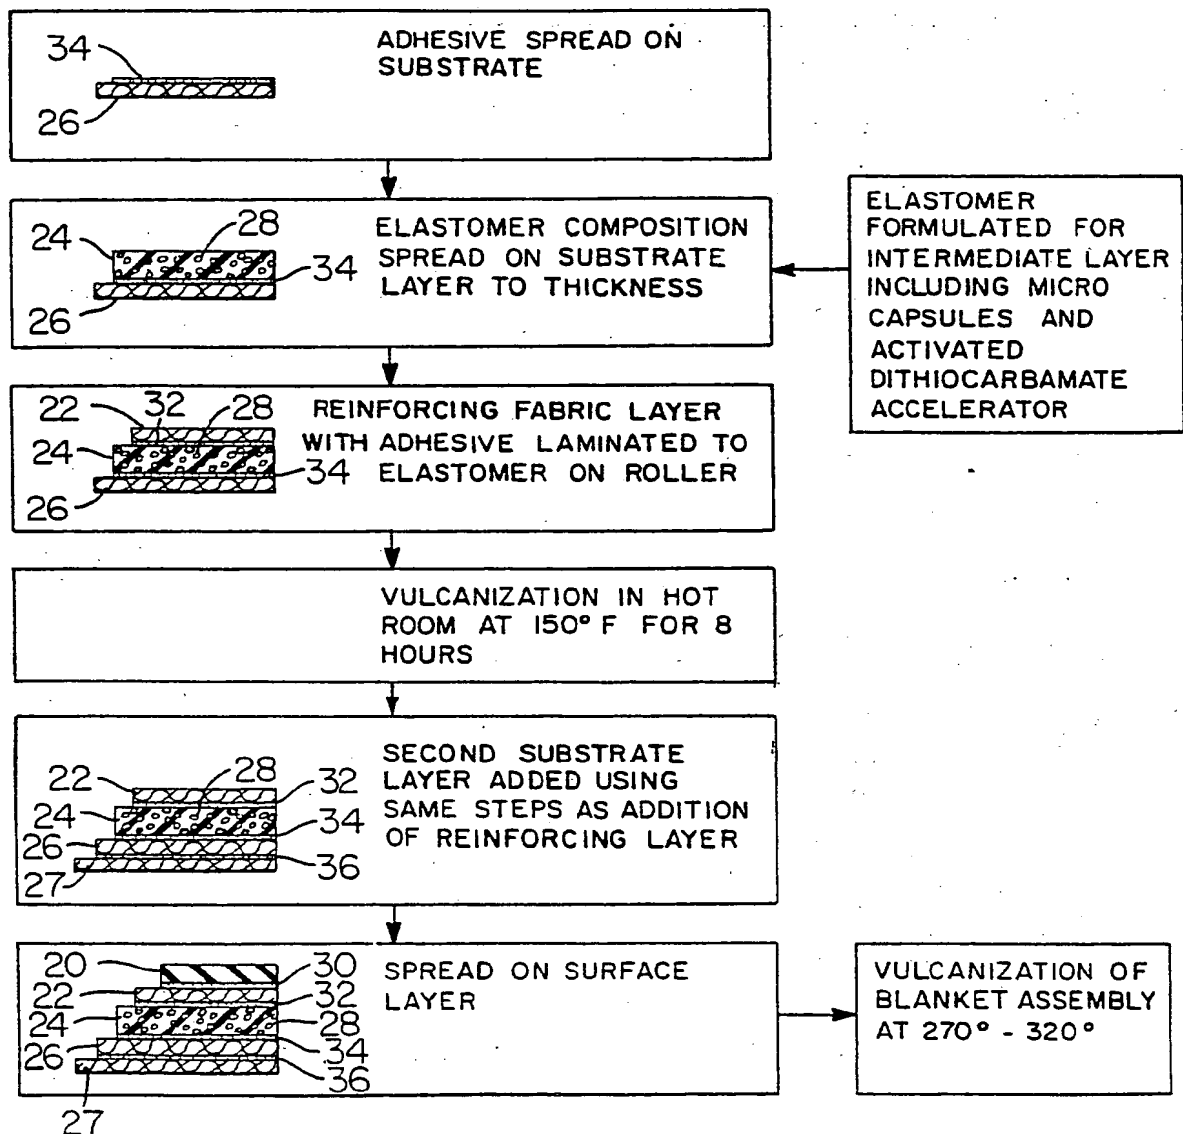 34
26
ADHESIVE SPREAD ON
SUBSTRATE
24
28
34
26
ELASTOMER COMPOSITION
SPREAD ON SUBSTRATE
LAYER TO THICKNESS
ELASTOMER
FORMULATED FOR
INTERMEDIATE LAYER
INCLUDING MICRO
CAPSULES AND
ACTIVATED
DITHIOCARBAMATE
ACCELERATOR
22
32
28
24
34
26
REINFORCING FABRIC LAYER
WITH ADHESIVE LAMINATED TO
ELASTOMER ON ROLLER
VULCANIZATION IN HOT
ROOM AT 150° F FOR 8
HOURS
22
28
32
24
34
26
36
27
SECOND SUBSTRATE
LAYER ADDED USING
SAME STEPS AS ADDITION
OF REINFORCING LAYER
20
30
22
32
24
28
26
34
36
27
SPREAD ON SURFACE
LAYER
VULCANIZATION OF
BLANKET ASSEMBLY
AT 270° - 320°